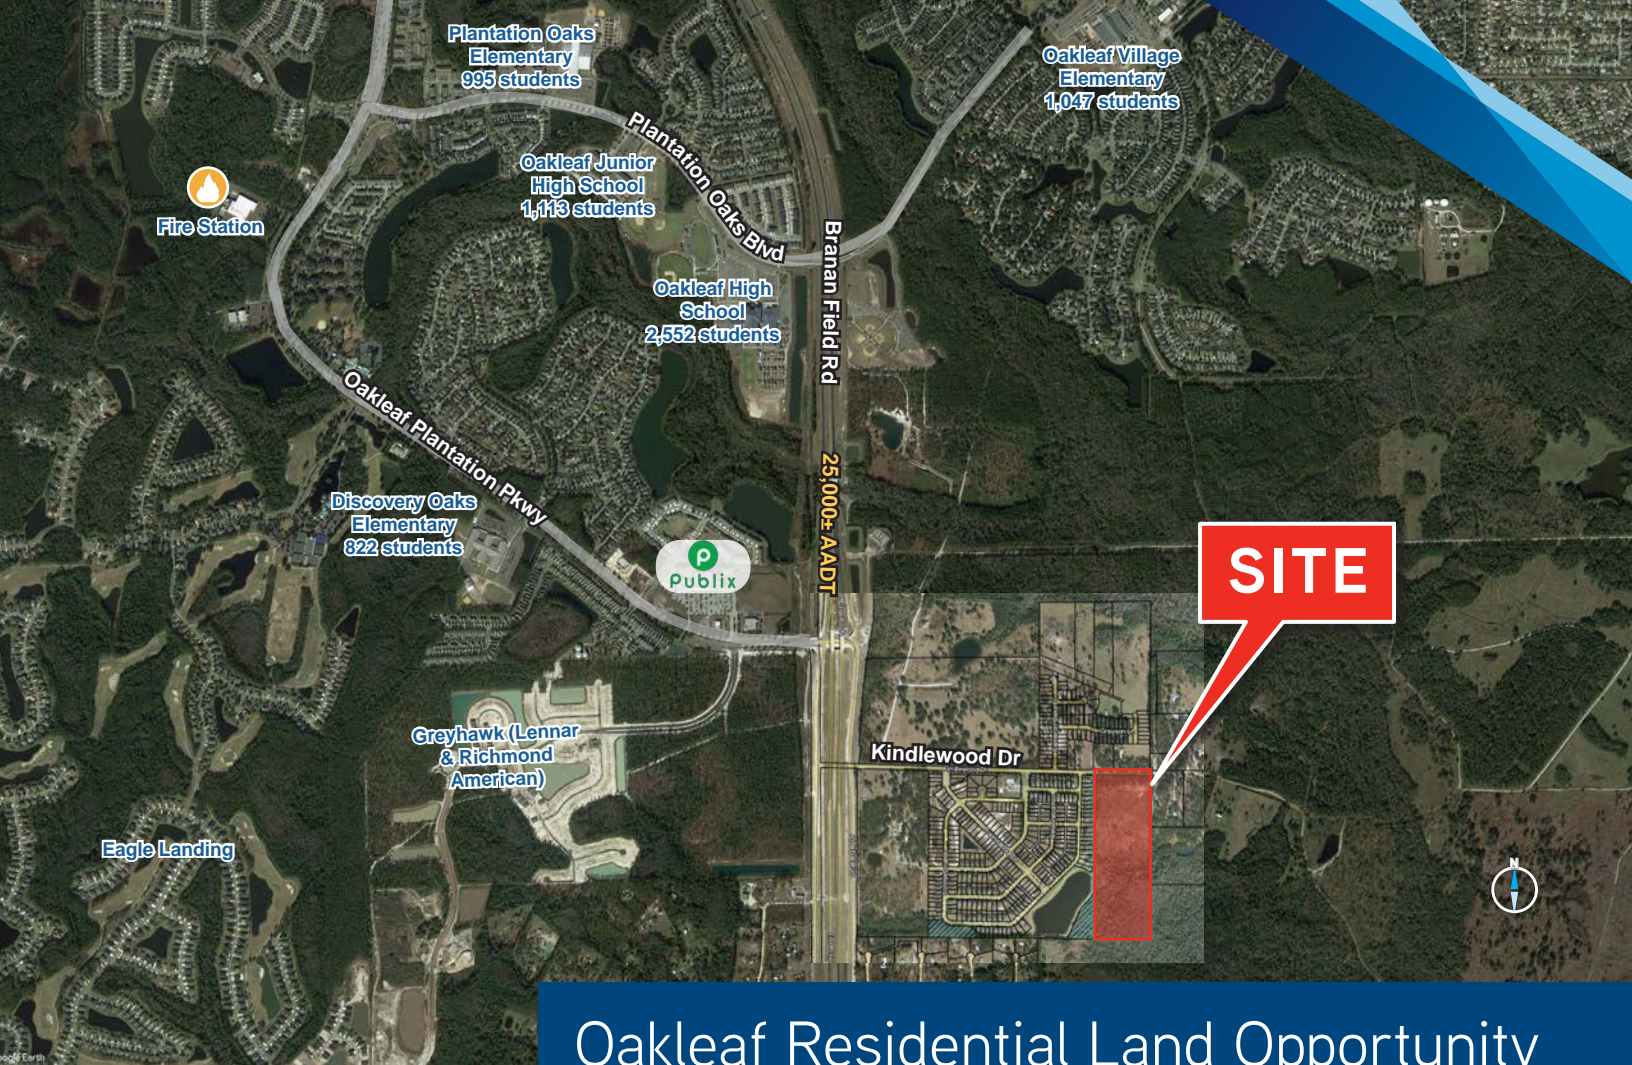 Plantation Oaks
Elementary
995 students
Oakleaf Village
Elementary
1,047 students
Plantation Oaks Blvd
Oakleaf Junior
High School
1,113 students
Fire Station
Branan Field Rd
Oakleaf High
School
2,552 students
Oakleaf Plantation Pkwy
25,000± AADT
Discovery Oaks
Elementary
822 students
p
Publix
SITE
Greyhawk (Lennar
& Richmond
American)
Kindlewood Dr
Eagle Landing
N
Oakleaf Residential Land Opportunity